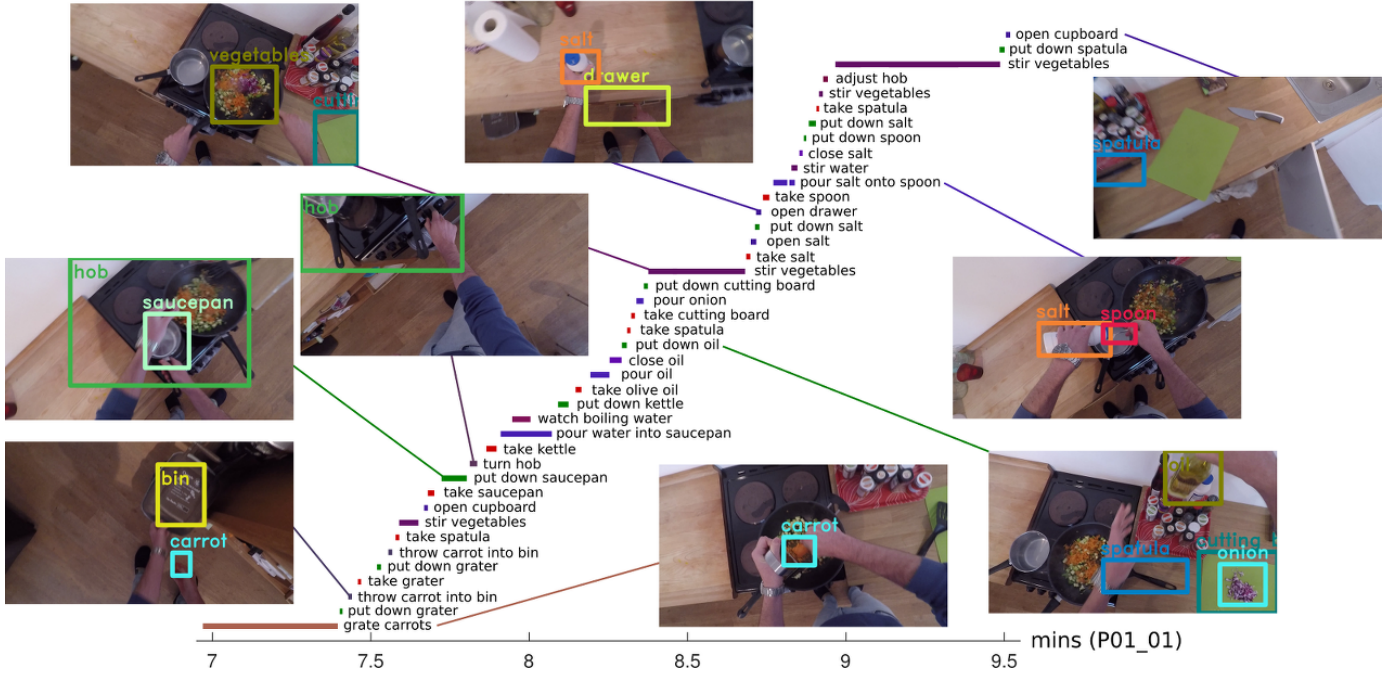 open cupboard
put down spatula
stir vegetables
adjust hob
stir vegetables
take spatula
put down salt
put down spoon
close salt
stir water
pour salt onto spoon
take spoon
open drawer
put down salt
open salt
take salt
stir vegetables
put down cutting board
pour onion
take cutting board
take spatula
put down oil
close oil
pour oil
take olive oil
put down kettle
watch boiling water
pour water into saucepan
take kettle
turn hob
put down saucepan
take saucepan
open cupboard
stir vegetables
take spatula
throw carrot into bin
put down grater
take grater
throw carrot into bin
put down grater
grate carrots
vegetables
salt
drawer
spatula
hob
hob
saucepan
salt
spoon
bin
carrot
carrot
spatula
cutting
onion
7
7.5
8
8.5
9
9.5
mins (P01_01)